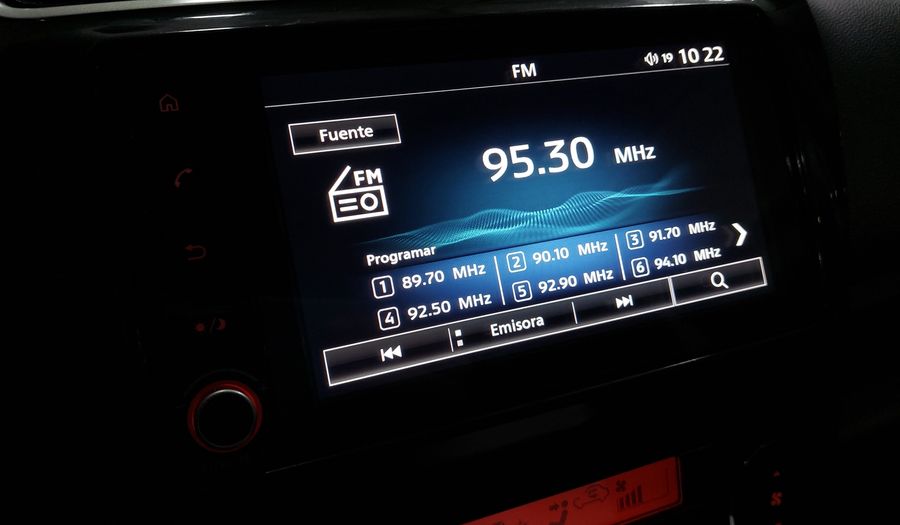 FM
19 10 22
Fuente
FM
95.30 MHz
Programar
1 89.70 MHz
2 90.10 MHz
3 91.70 MHz
4 92.50 MHz
5 92.90 MHz
6 94.10 MHz
Emisora